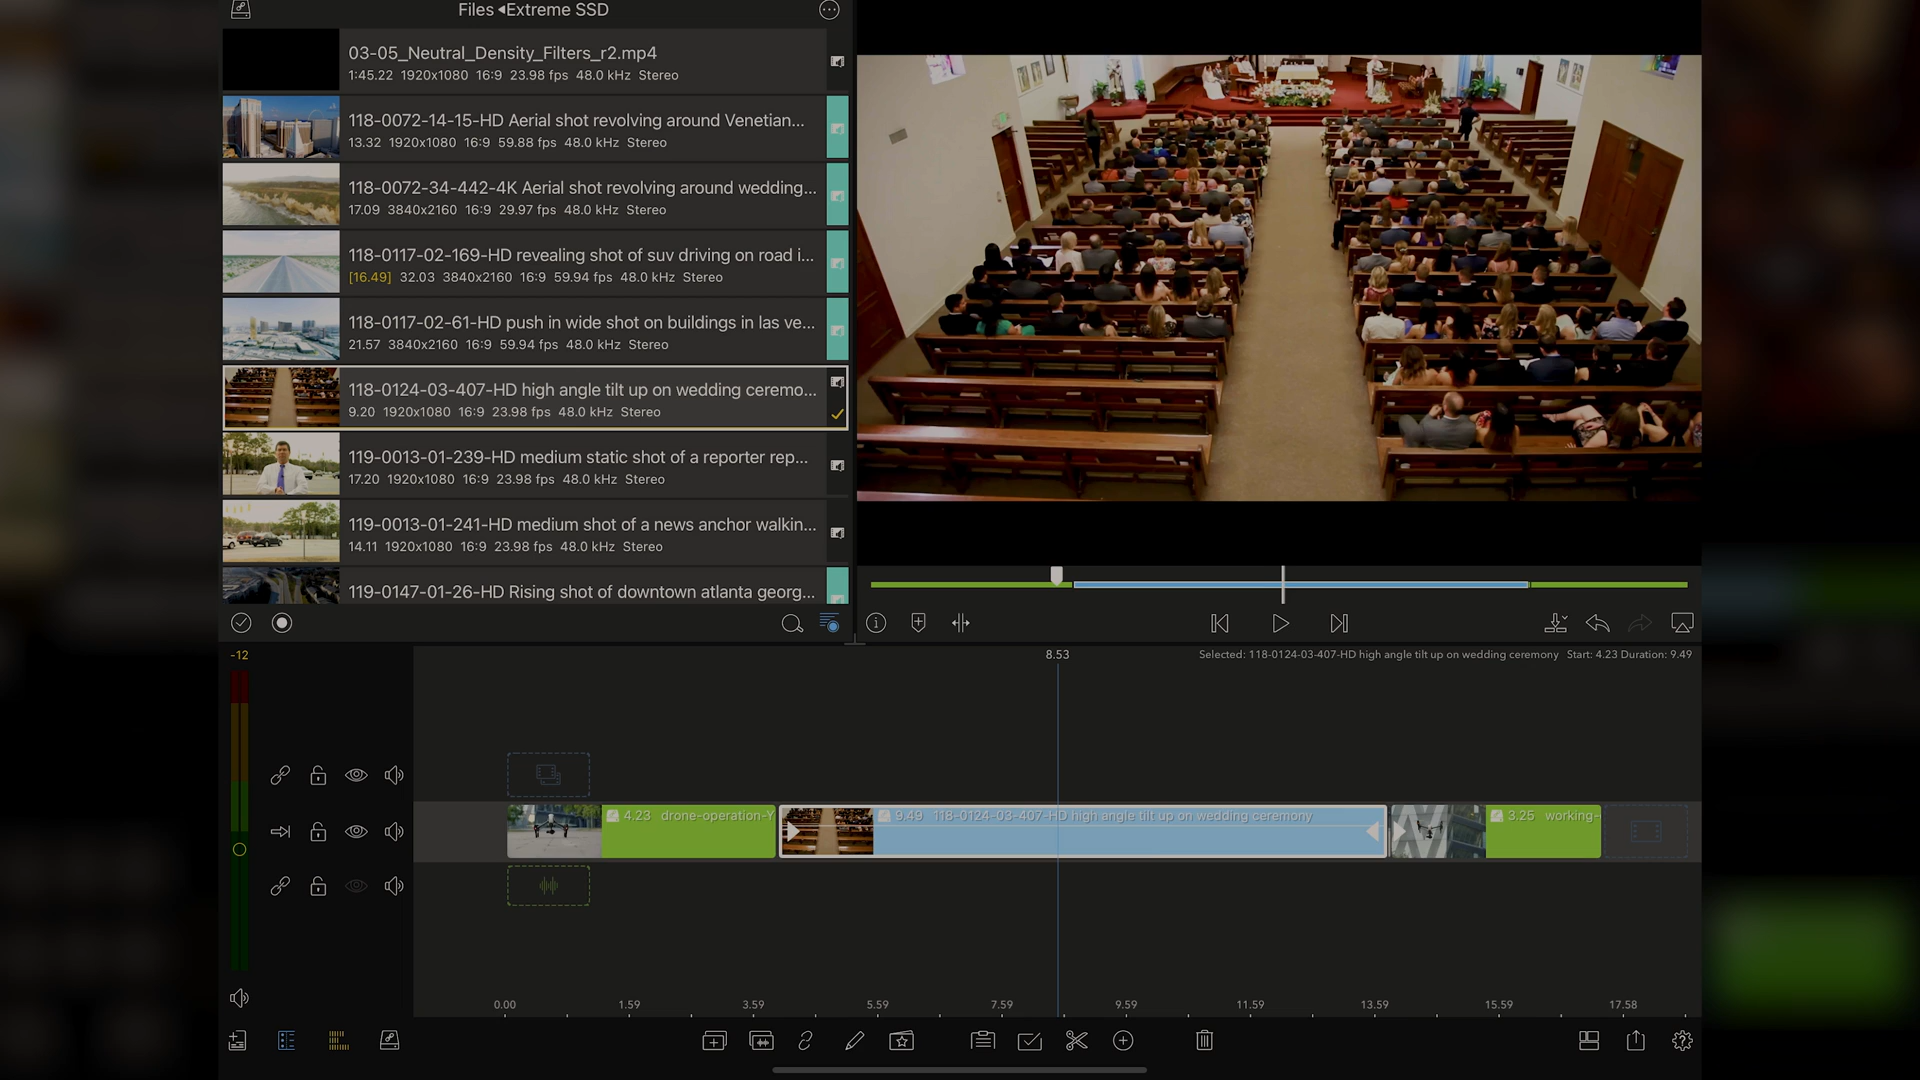 Files ◂Extreme SSD
03-05_Neutral_Density_Filters_r2.mp4
1:45.22 1920x1080 16:9 23.98 fps 48.0 kHz Stereo
118-0072-14-15-HD Aerial shot revolving around Venetian...
13.32 1920x1080 16:9 59.88 fps 48.0 kHz Stereo
118-0072-34-442-4K Aerial shot revolving around wedding...
17.09 3840x2160 16:9 29.97 fps 48.0 kHz Stereo
118-0117-02-169-HD revealing shot of suv driving on road i...
[16.49] 32.03 3840x2160 16:9 59.94 fps 48.0 kHz Stereo
118-0117-02-61-HD push in wide shot on buildings in las ve...
21.57 3840x2160 16:9 59.94 fps 48.0 kHz Stereo
118-0124-03-407-HD high angle tilt up on wedding ceremo...
9.20 1920x1080 16:9 23.98 fps 48.0 kHz Stereo
119-0013-01-239-HD medium static shot of a reporter rep...
17.20 1920x1080 16:9 23.98 fps 48.0 kHz Stereo
119-0013-01-241-HD medium shot of a news anchor walkin...
14.11 1920x1080 16:9 23.98 fps 48.0 kHz Stereo
119-0147-01-26-HD Rising shot of downtown atlanta georg...
-12
8.53
Selected: 118-0124-03-407-HD high angle tilt up on wedding ceremony Start: 4.23 Duration: 9.49
4.23 drone-operation-Y
9.49 118-0124-03-407-HD high angle tilt up on wedding ceremony
3.25 working-
0.00 1.59 3.59 5.59 7.59 9.59 11.59 13.59 15.59 17.58